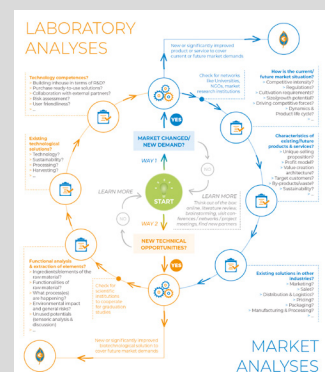 LABORATORY
ANALYSES
New or significantly improved
product or service to cover
current or future market demands
Technology competences?
> Building inhouse in terms of R&D?
> Purchase ready-to-use solutions?
> Collaboration with external partners?
> Risk assessment?
> User friendliness?
> ...
Check for networks
like Universities,
NGOs, market
research institutions
How is the current/
future market situation?
> Competitive intensity?
> Regulations?
> Cultivation requirements?
> Size/growth potential?
> Driving competitive forces?
> Dynamics &
Product life cycle?
YES
MARKET CHANGED/
NEW DEMAND?
WAY 1
Existing
technological
solutions?
> Technology?
> Sustainability?
> Processing?
> Harvesting?
> ...
Characteristics of
existing/future
products & services?
> Unique selling
proposition?
> Profit model?
> Value creation
architecture?
> Target customers?
> By-products/waste?
> Sustainability?
> ...
NO
LEARN MORE
START
LEARN MORE
Think out of the box:
online, literature review,
brainstorming, visit con-
ferences / networks / project
meetings, find new partners
NO
WAY 2
NEW TECHNICAL
OPPORTUNITIES?
YES
Functional analysis
& extraction of elements?
> Ingredients/elements of the
raw material?
> Functionalities of
raw material?
> What processes
are happening?
> Environmental impact
and general risks?
> Unused potentials
(remains analysis &
discussion)
> ...
Check for
scientific
institutions
to cooperate
for production
studies
Existing solutions in other
industries?
> Marketing?
> Sales?
> Distribution & Logistics?
> Pricing?
> Packaging?
> Manufacturing & Processing?
> ...
New or significantly improved
biotechnological solution to
cover future market demands
MARKET
ANALYSES